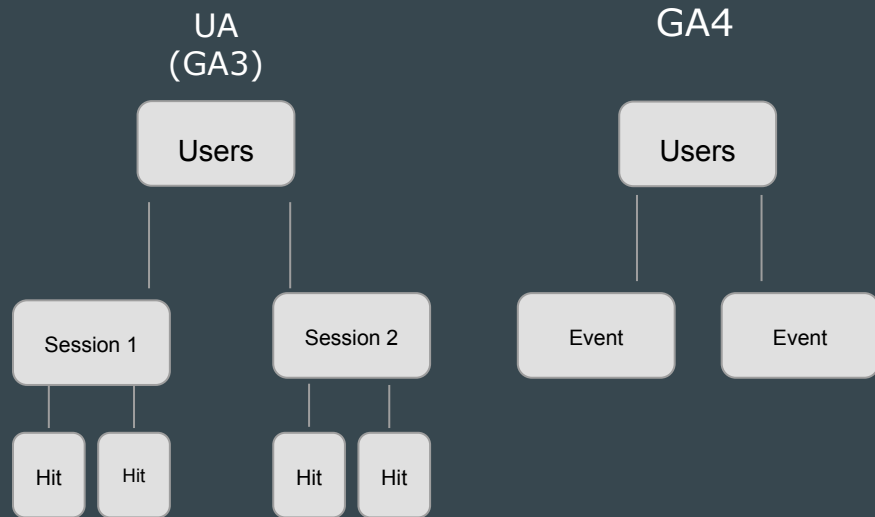 UA
(GA3)
GA4
Users
Users
Session 1
Session 2
Event
Event
Hit
Hit
Hit
Hit